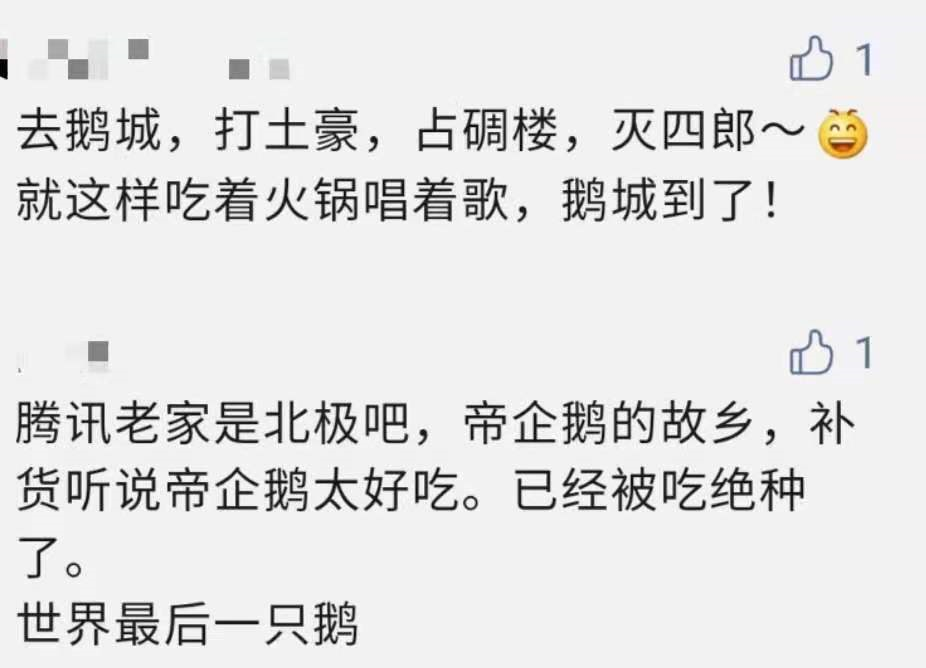 1
去鹅城，打土豪，占碉楼，灭四郎～
就这样吃着火锅唱着歌，鹅城到了！
1
腾讯老家是北极吧，帝企鹅的故乡，补
货听说帝企鹅太好吃。已经被吃绝种
了。
世界最后一只鹅